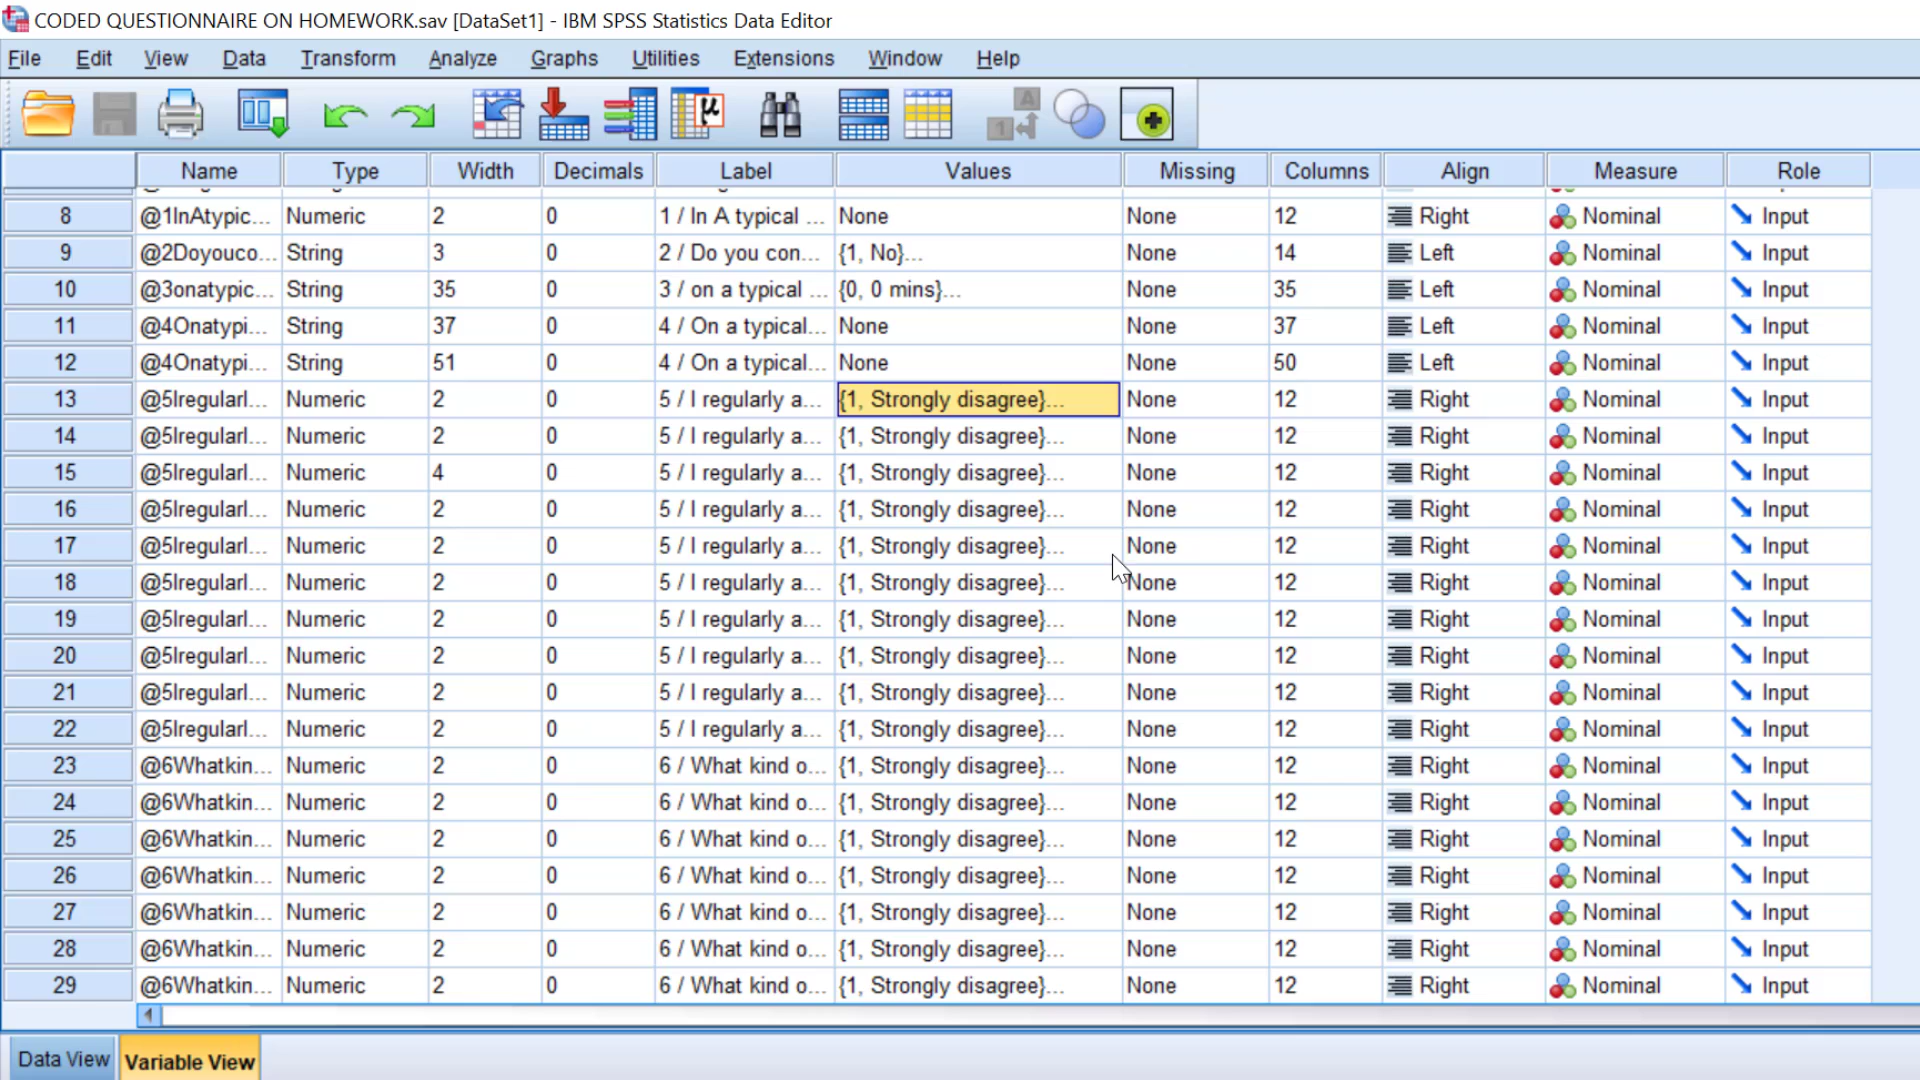 CODED QUESTIONNAIRE ON HOMEWORK.sav [DataSet1] - IBM SPSS Statistics Data Editor
File Edit View Data Transform Analyze Graphs Utilities Extensions Window Help
Name Type Width Decimals Label Values Missing Columns Align Measure Role
8 @1InAtypic... Numeric 2 0 1 / In A typical ... None None 12 Right Nominal Input
9 @2Doyouco... String 3 0 2 / Do you con... {1, No}... None 14 Left Nominal Input
10 @3onatypic... String 35 0 3 / on a typical ... {0, 0 mins}... None 35 Left Nominal Input
11 @4Onatypi... String 37 0 4 / On a typical... None None 37 Left Nominal Input
12 @4Onatypi... String 51 0 4 / On a typical... None None 50 Left Nominal Input
13 @5Iregularl... Numeric 2 0 5 / I regularly a... {1, Strongly disagree}... None 12 Right Nominal Input
14 @5Iregularl... Numeric 2 0 5 / I regularly a... {1, Strongly disagree}... None 12 Right Nominal Input
15 @5Iregularl... Numeric 4 0 5 / I regularly a... {1, Strongly disagree}... None 12 Right Nominal Input
16 @5Iregularl... Numeric 2 0 5 / I regularly a... {1, Strongly disagree}... None 12 Right Nominal Input
17 @5Iregularl... Numeric 2 0 5 / I regularly a... {1, Strongly disagree}... None 12 Right Nominal Input
18 @5Iregularl... Numeric 2 0 5 / I regularly a... {1, Strongly disagree}... None 12 Right Nominal Input
19 @5Iregularl... Numeric 2 0 5 / I regularly a... {1, Strongly disagree}... None 12 Right Nominal Input
20 @5Iregularl... Numeric 2 0 5 / I regularly a... {1, Strongly disagree}... None 12 Right Nominal Input
21 @5Iregularl... Numeric 2 0 5 / I regularly a... {1, Strongly disagree}... None 12 Right Nominal Input
22 @5Iregularl... Numeric 2 0 5 / I regularly a... {1, Strongly disagree}... None 12 Right Nominal Input
23 @6Whatkin... Numeric 2 0 6 / What kind o... {1, Strongly disagree}... None 12 Right Nominal Input
24 @6Whatkin... Numeric 2 0 6 / What kind o... {1, Strongly disagree}... None 12 Right Nominal Input
25 @6Whatkin... Numeric 2 0 6 / What kind o... {1, Strongly disagree}... None 12 Right Nominal Input
26 @6Whatkin... Numeric 2 0 6 / What kind o... {1, Strongly disagree}... None 12 Right Nominal Input
27 @6Whatkin... Numeric 2 0 6 / What kind o... {1, Strongly disagree}... None 12 Right Nominal Input
28 @6Whatkin... Numeric 2 0 6 / What kind o... {1, Strongly disagree}... None 12 Right Nominal Input
29 @6Whatkin... Numeric 2 0 6 / What kind o... {1, Strongly disagree}... None 12 Right Nominal Input
Data View Variable View